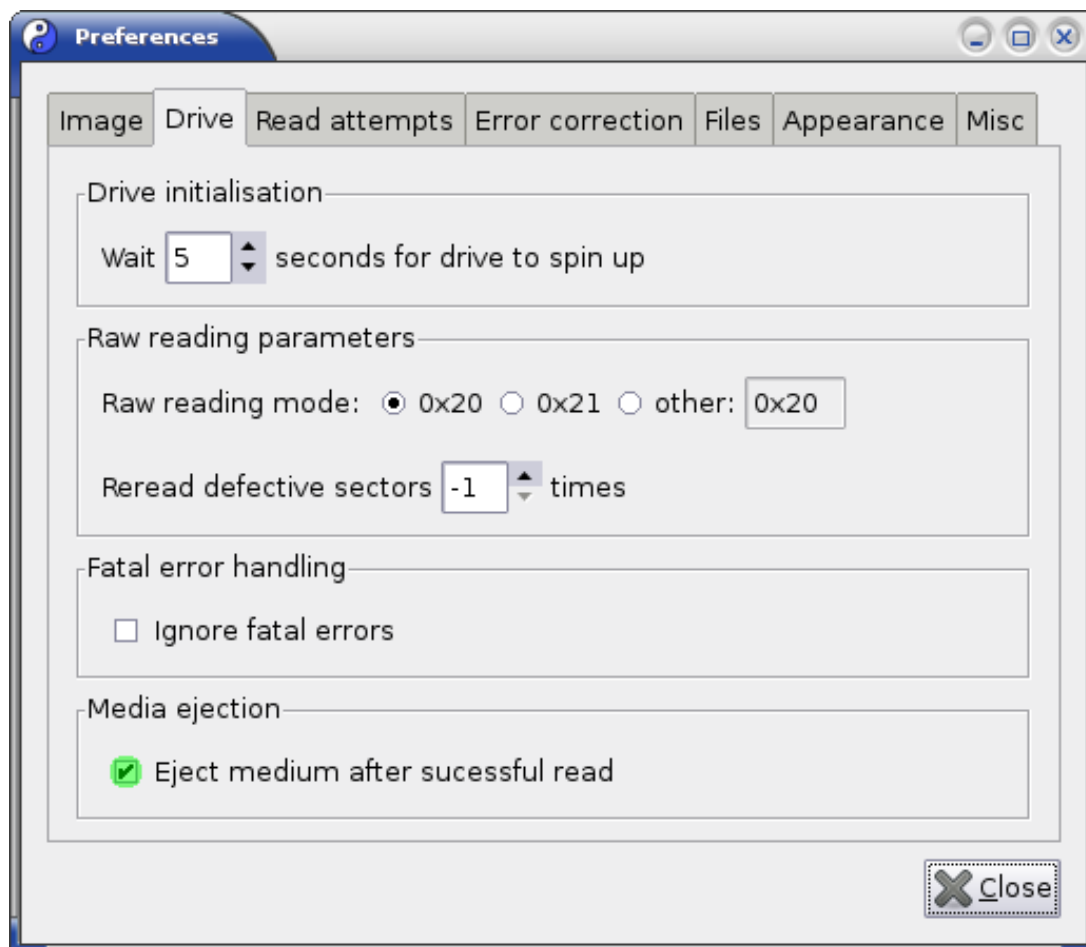 Preferences
Image Drive Read attempts Error correction Files Appearance Misc
Drive initialisation
Wait 5 seconds for drive to spin up
Raw reading parameters
Raw reading mode: 0x20 0x21 other: 0x20
Reread defective sectors -1 times
Fatal error handling
Ignore fatal errors
Media ejection
Eject medium after sucessful read
Close